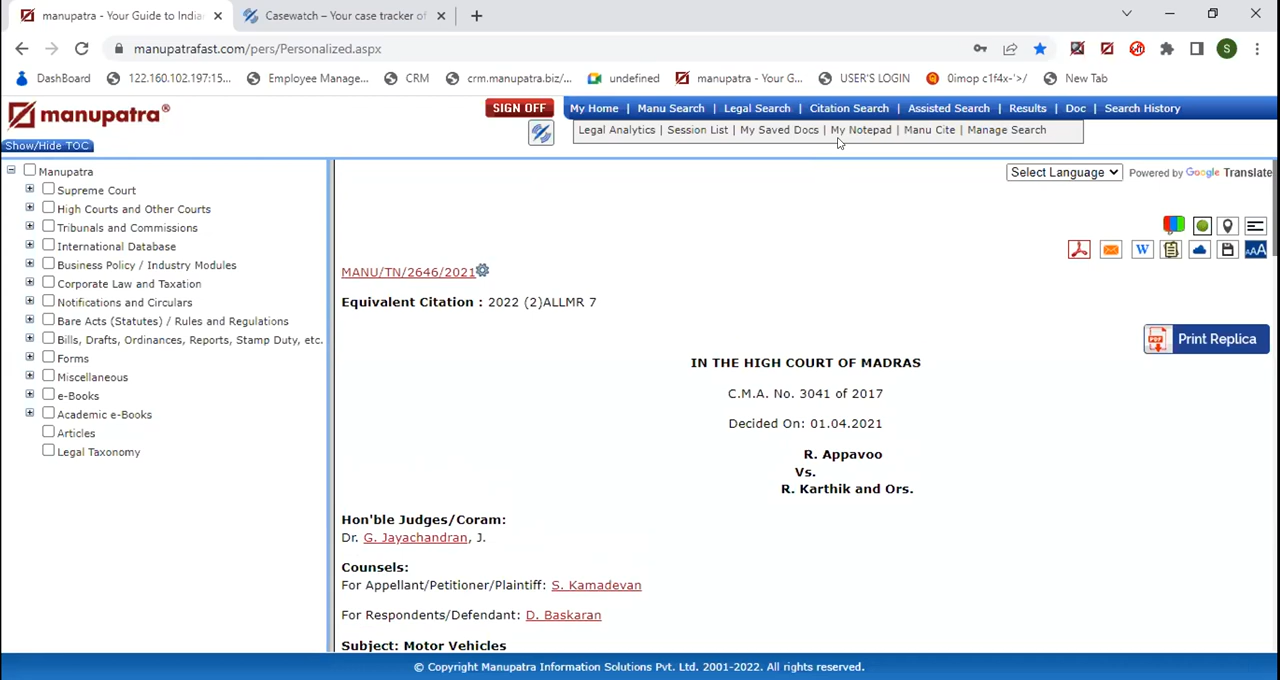 manupatra - Your Guide to India
Casewatch – Your case tracker of
manupatrafast.com/pers/Personalized.aspx
S
DashBoard
122.160.102.197:15...
Employee Manage...
CRM
crm.manupatra.biz/...
undefined
manupatra - Your G...
USER'S LOGIN
0imop c1f4x-'>/
New Tab
manupatra®
SIGN OFF
My Home | Manu Search | Legal Search | Citation Search | Assisted Search | Results | Doc | Search History
Legal Analytics | Session List | My Saved Docs | My Notepad | Manu Cite | Manage Search
Show/Hide TOC
Manupatra
Supreme Court
High Courts and Other Courts
Tribunals and Commissions
International Database
Business Policy / Industry Modules
Corporate Law and Taxation
Notifications and Circulars
Bare Acts (Statutes) / Rules and Regulations
Bills, Drafts, Ordinances, Reports, Stamp Duty, etc.
Forms
Miscellaneous
e-Books
Academic e-Books
Articles
Legal Taxonomy
Select Language
Powered by Google Translate
W
AAA
MANU/TN/2646/2021
Equivalent Citation : 2022 (2)ALLMR 7
PDF
Print Replica
IN THE HIGH COURT OF MADRAS
C.M.A. No. 3041 of 2017
Decided On: 01.04.2021
R. Appavoo
Vs.
R. Karthik and Ors.
Hon'ble Judges/Coram:
Dr. G. Jayachandran, J.
Counsels:
For Appellant/Petitioner/Plaintiff: S. Kamadevan
For Respondents/Defendant: D. Baskaran
Subject: Motor Vehicles
© Copyright Manupatra Information Solutions Pvt. Ltd. 2001-2022. All rights reserved.